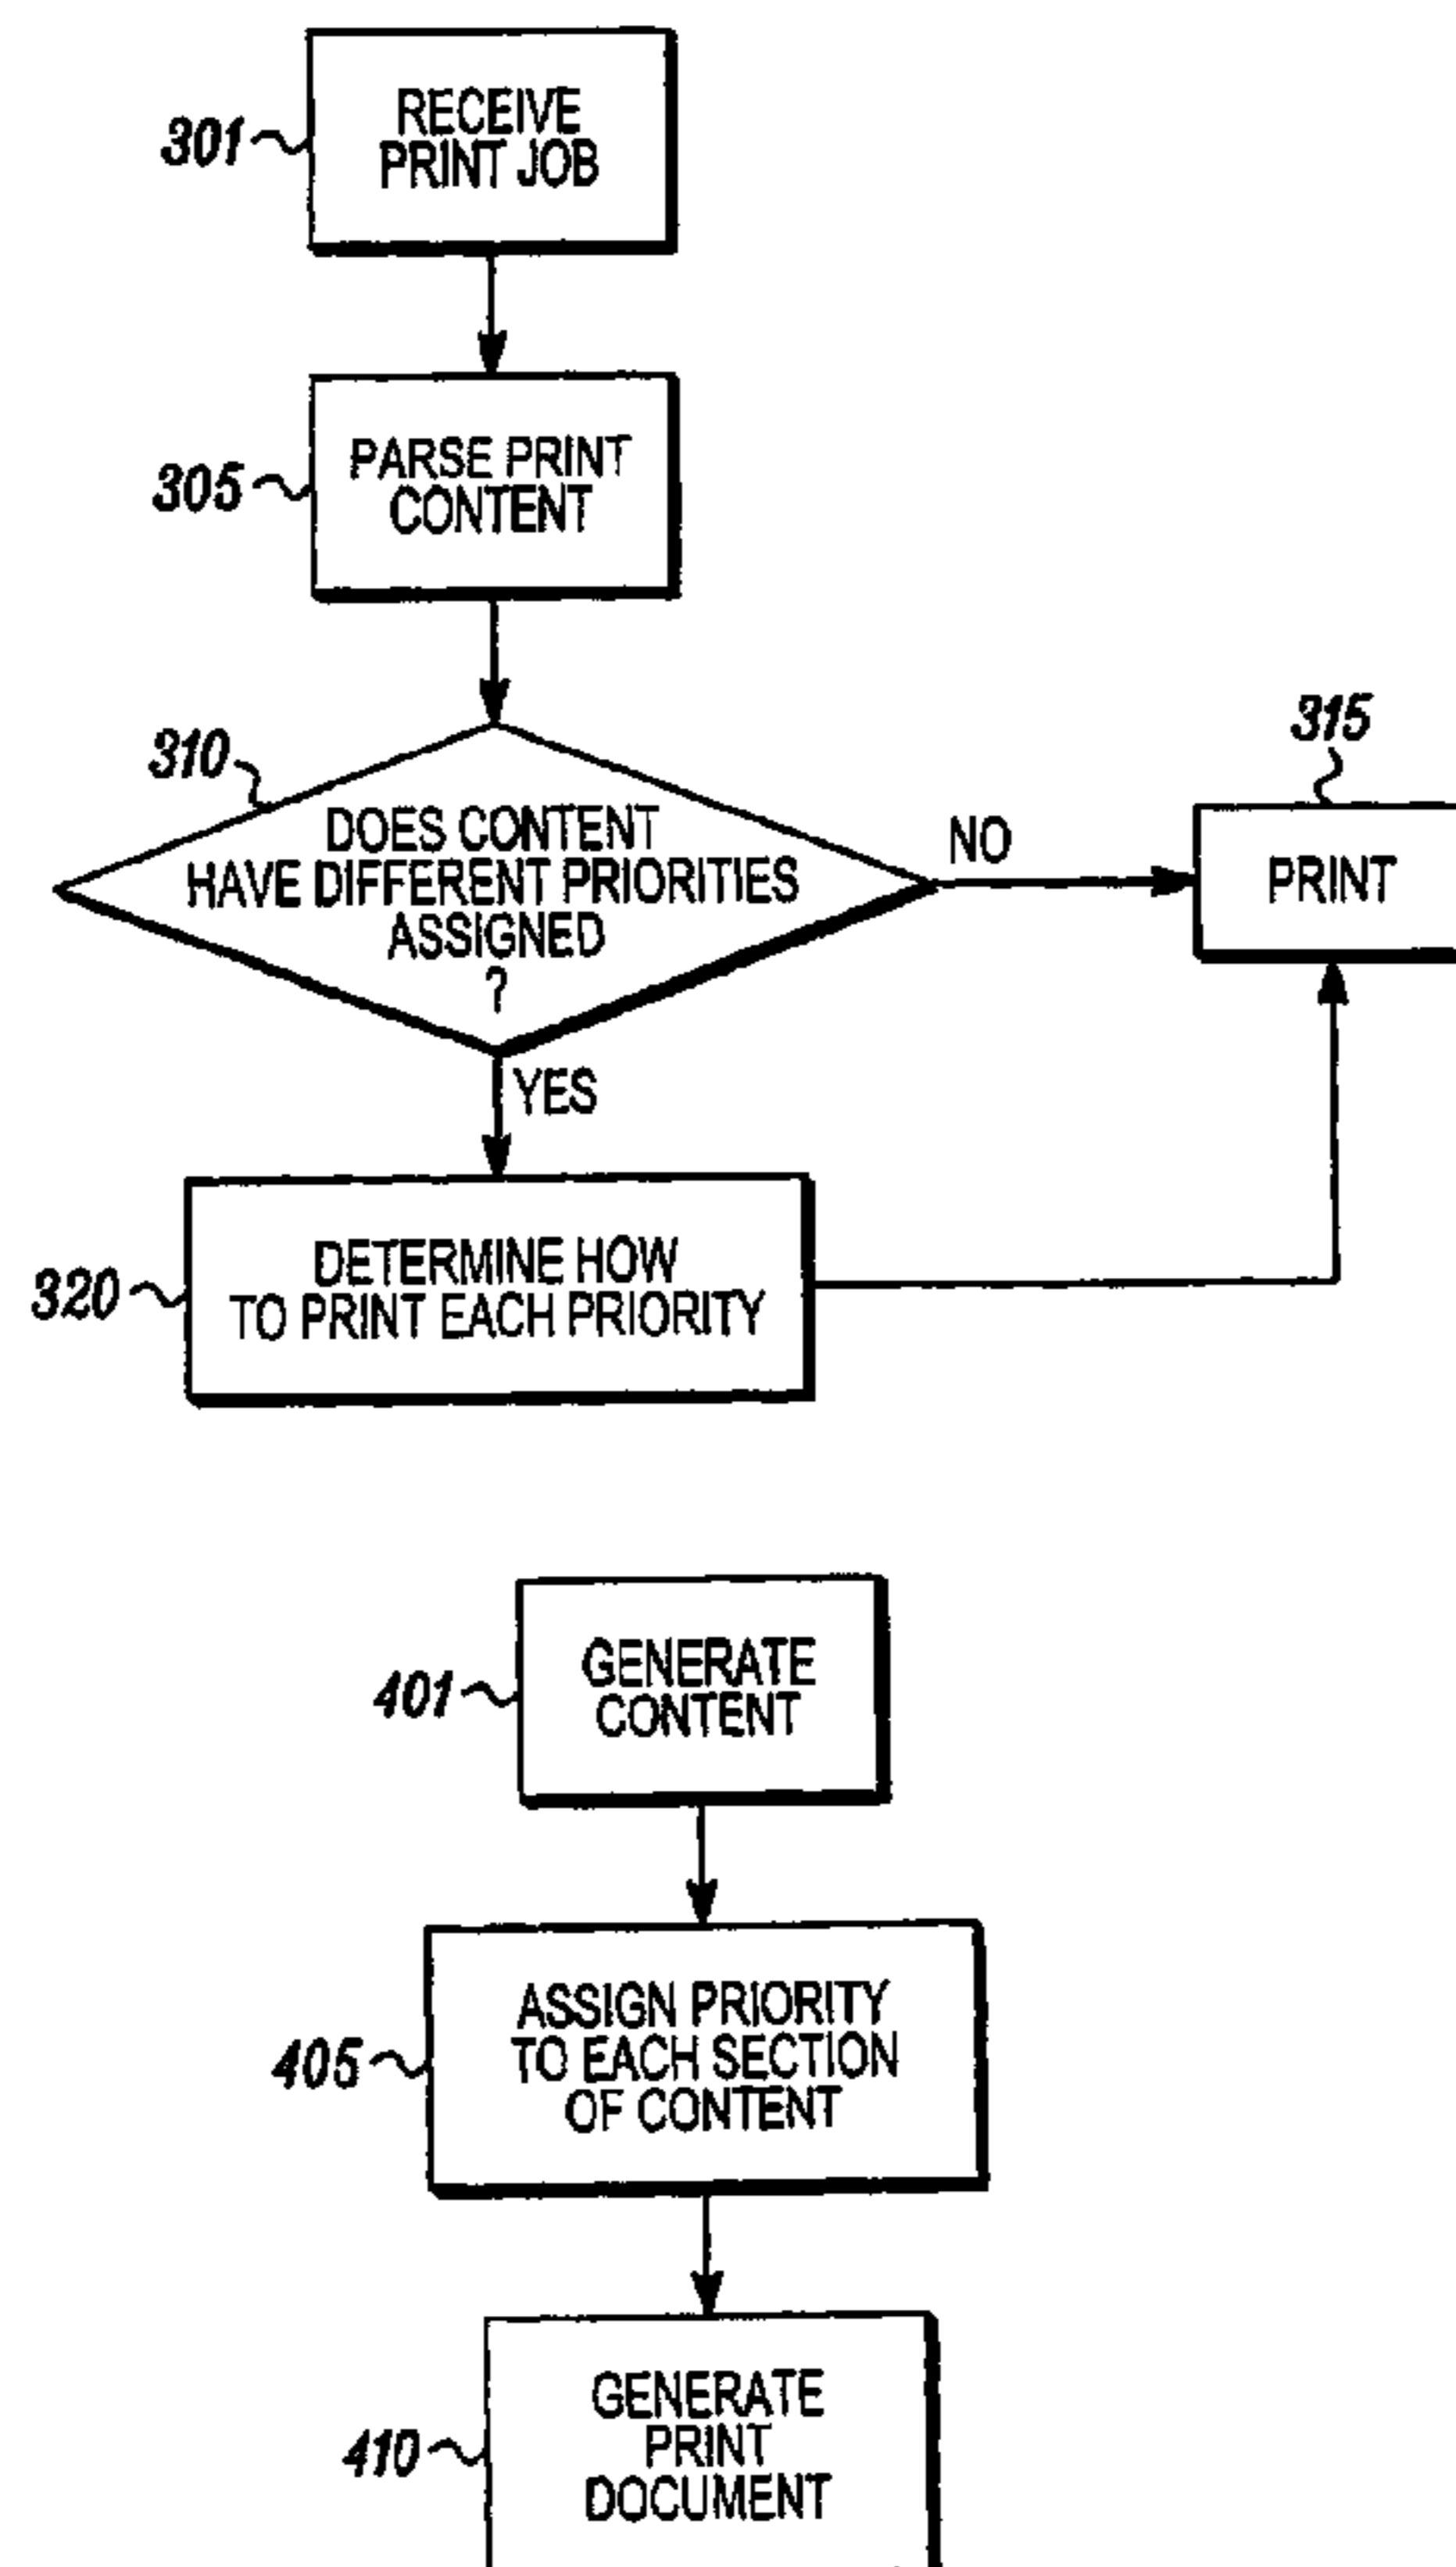 301
RECEIVE
PRINT JOB
305
PARSE PRINT
CONTENT
310
DOES CONTENT
HAVE DIFFERENT PRIORITIES
ASSIGNED
?
NO
315
PRINT
YES
320
DETERMINE HOW
TO PRINT EACH PRIORITY
401
GENERATE
CONTENT
405
ASSIGN PRIORITY
TO EACH SECTION
OF CONTENT
410
GENERATE
PRINT
DOCUMENT